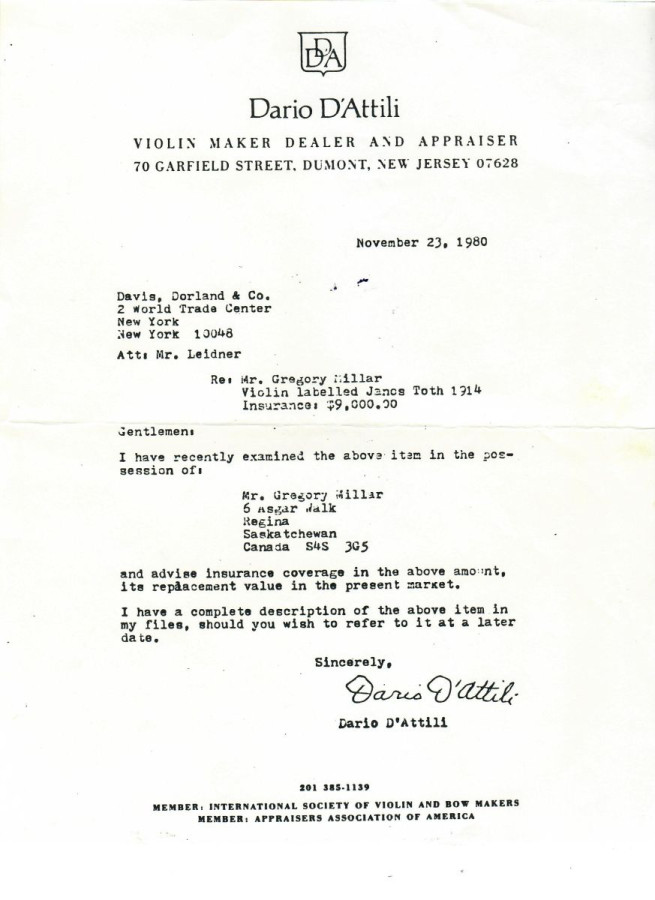 DDA
Dario D'Attili
VIOLIN MAKER DEALER AND APPRAISER
70 GARFIELD STREET, DUMONT, NEW JERSEY 07628
November 23, 1980
Davis, Dorland & Co.
2 World Trade Center
New York
New York 10048
Att: Mr. Leidner
Re: Mr. Gregory Millar
Violin labelled Janos Toth 1914
Insurance: $9,000.00
Gentlemen:
I have recently examined the above item in the pos-
session of:
Mr. Gregory Millar
6 Asgar Walk
Regina
Saskatchewan
Canada S4S 3G5
and advise insurance coverage in the above amount,
its replacement value in the present market.
I have a complete description of the above item in
my files, should you wish to refer to it at a later
date.
Sincerely,
Dario D'Attili
Dario D'Attili
201 385-1139
MEMBER: INTERNATIONAL SOCIETY OF VIOLIN AND BOW MAKERS
MEMBER: APPRAISERS ASSOCIATION OF AMERICA